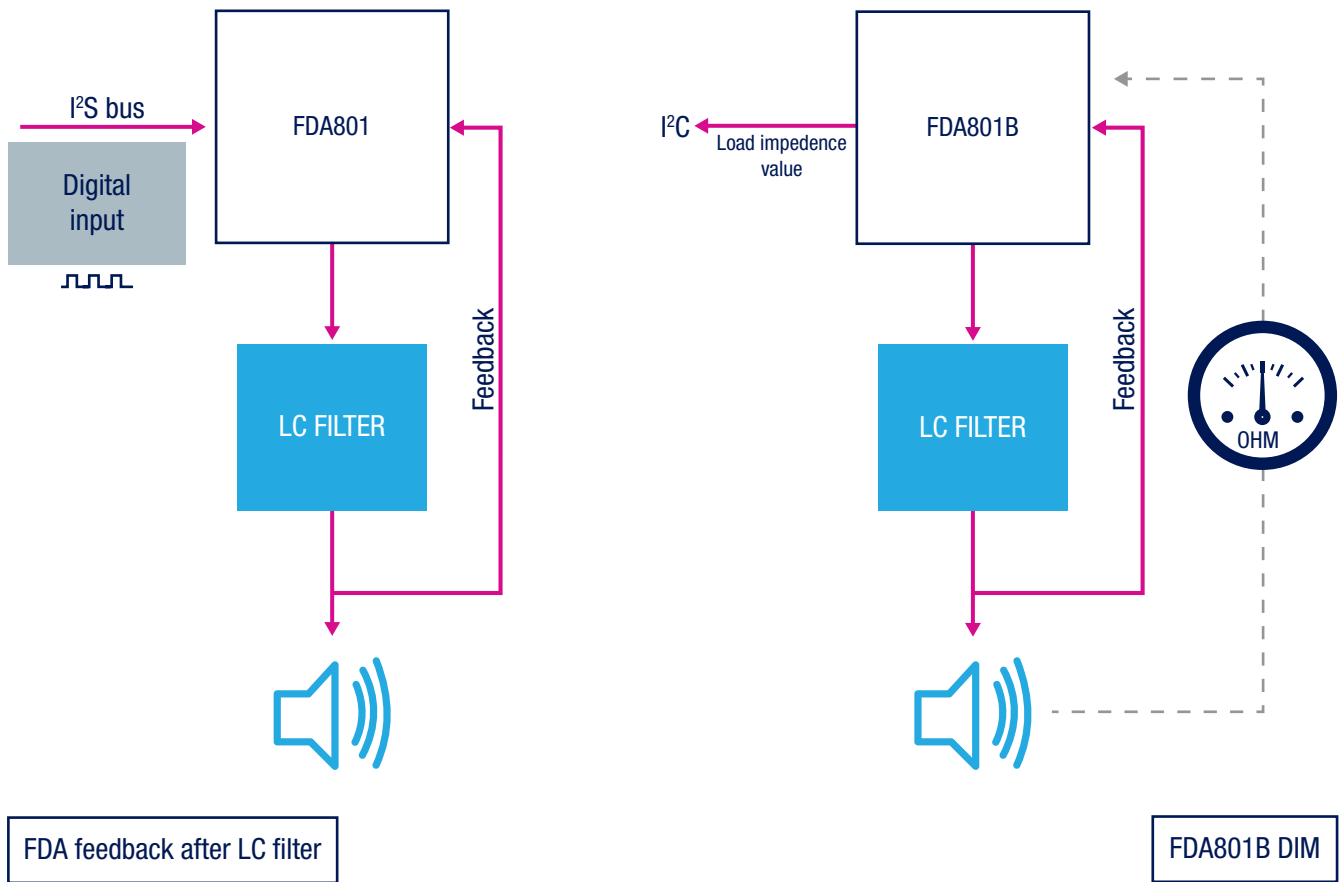 I²S bus
Digital
input
FDA801
Feedback
LC FILTER
FDA feedback after LC filter
I²C
Load impedence
value
FDA801B
Feedback
LC FILTER
OHM
FDA801B DIM